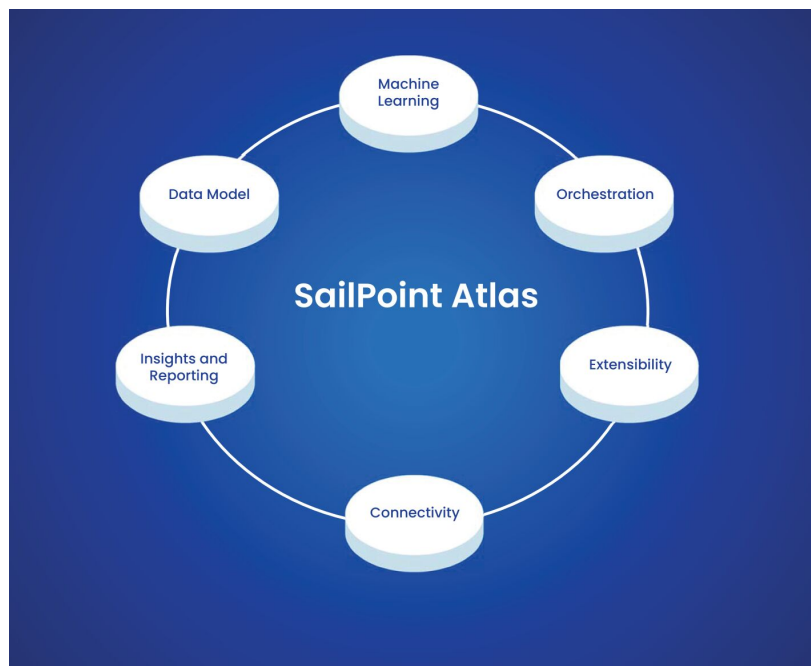 Machine
Learning
Data Model
Orchestration
SailPoint Atlas
Insights and
Reporting
Extensibility
Connectivity